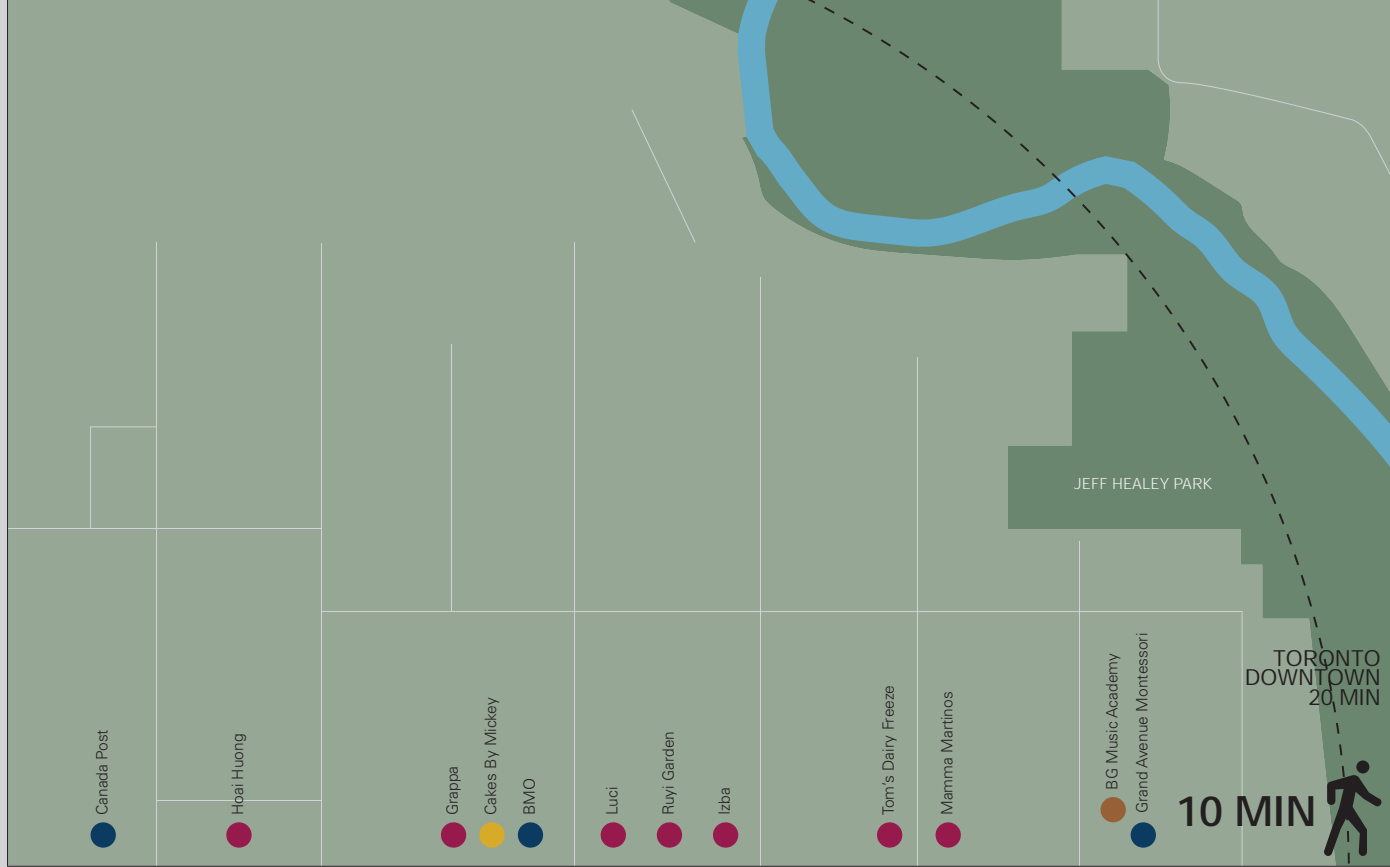 JEFF HEALEY PARK
TORONTO
DOWNTOWN
20 MIN
Canada Post
Hoai Huong
Grappa
Cakes By Mickey
BMO
Luci
Ruyi Garden
Izba
Tom's Dairy Freeze
Mamma Martinos
BG Music Academy
Grand Avenue Montessori
10 MIN